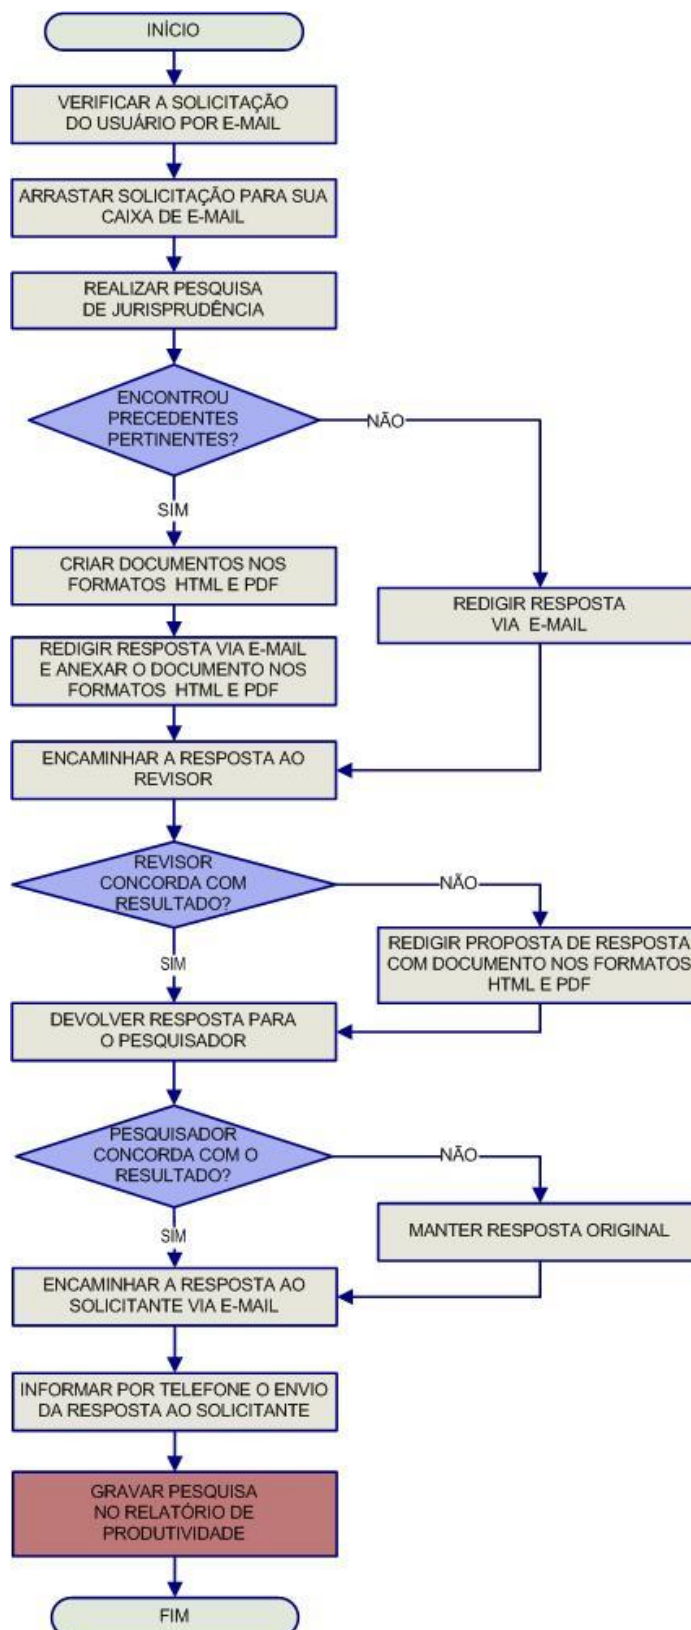 INÍCIO
VERIFICAR A SOLICITAÇÃO
DO USUÁRIO POR E-MAIL
ARRASTAR SOLICITAÇÃO PARA SUA
CAIXA DE E-MAIL
REALIZAR PESQUISA
DE JURISPRUDÊNCIA
ENCONTROU
PRECEDENTES
PERTINENTES?
NÃO
SIM
CRIAR DOCUMENTOS NOS
FORMATOS HTML E PDF
REDIGIR RESPOSTA
VIA E-MAIL
REDIGIR RESPOSTA VIA E-MAIL
E ANEXAR O DOCUMENTO NOS
FORMATOS HTML E PDF
ENCAMINHAR A RESPOSTA AO
REVISOR
REVISOR
CONCORDA COM
RESULTADO?
NÃO
SIM
REDIGIR PROPOSTA DE RESPOSTA
COM DOCUMENTO NOS FORMATOS
HTML E PDF
DEVOLVER RESPOSTA PARA
O PESQUISADOR
PESQUISADOR
CONCORDA COM O
RESULTADO?
NÃO
SIM
MANTER RESPOSTA ORIGINAL
ENCAMINHAR A RESPOSTA AO
SOLICITANTE VIA E-MAIL
INFORMAR POR TELEFONE O ENVIO
DA RESPOSTA AO SOLICITANTE
GRAVAR PESQUISA
NO RELATÓRIO DE
PRODUTIVIDADE
FIM